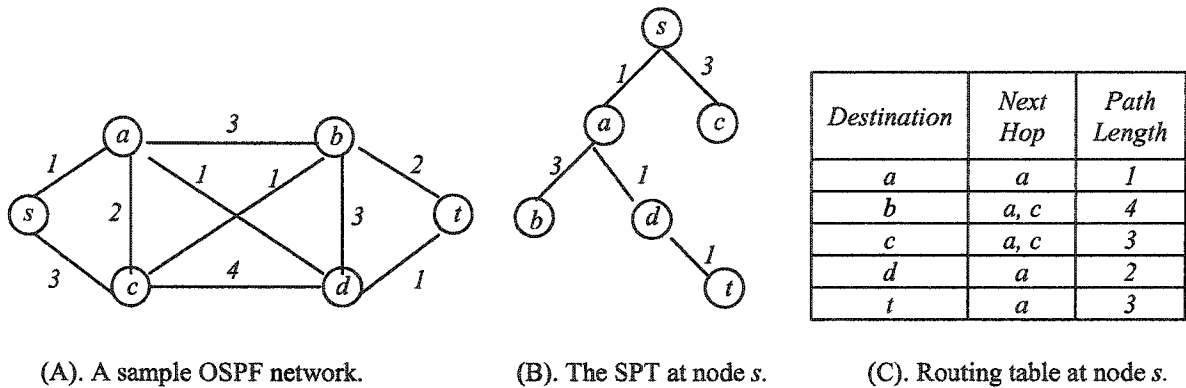 s
1
3
a
c
3
1
b
d
1
t
a
3
b
1
1
1
2
s
2
3
t
3
4
1
c
d
Destination
Next
Hop
Path
Length
a
a
1
b
a, c
4
c
a, c
3
d
a
2
t
a
3
(A). A sample OSPF network.
(B). The SPT at node s.
(C). Routing table at node s.